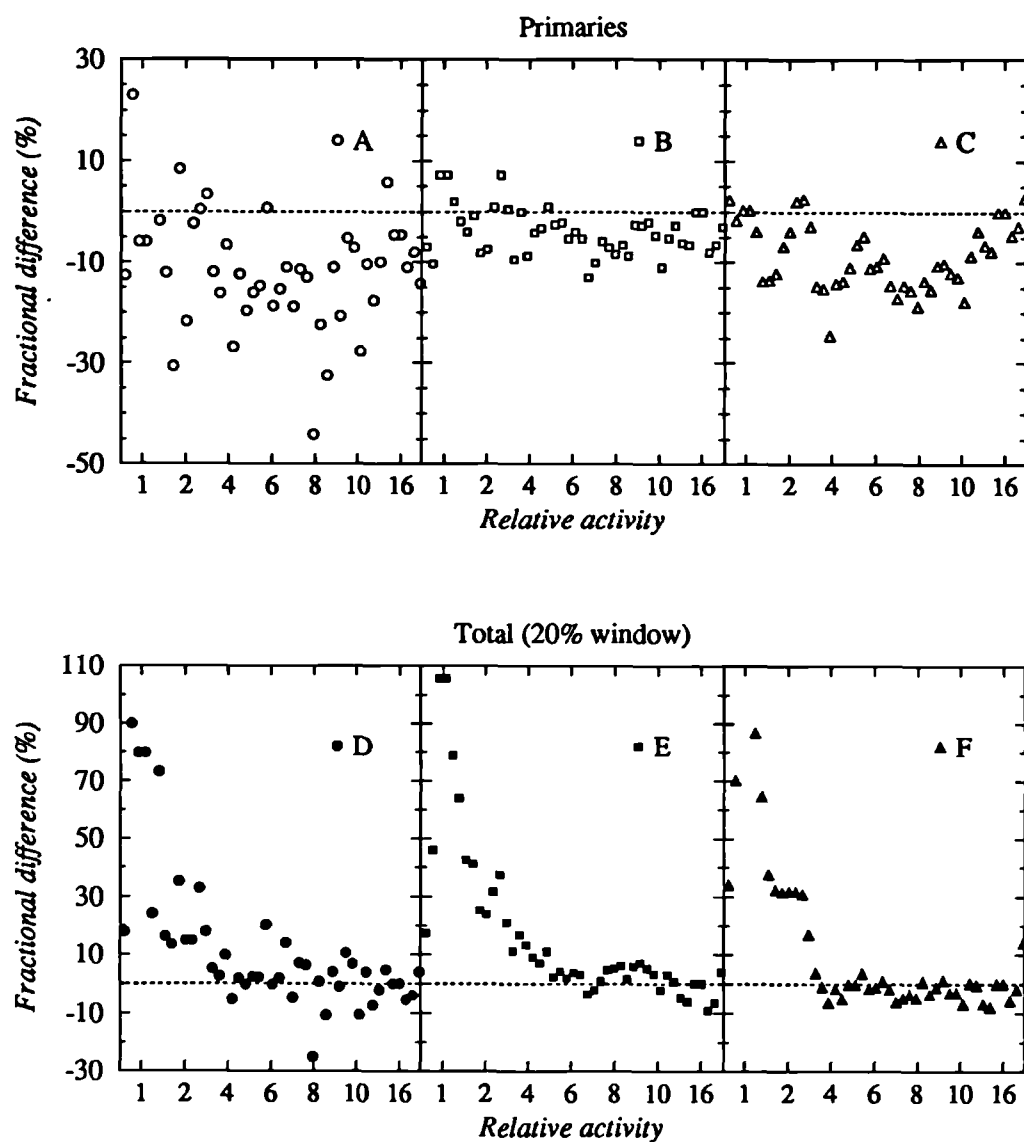 Primaries
30
10
-10
-30
-50
Fractional difference (%)
A
B
C
1 2 4 6 8 10 16 1 2 4 6 8 10 16 1 2 4 6 8 10 16
Relative activity
Total (20% window)
110
90
70
50
30
10
-10
-30
Fractional difference (%)
D
E
F
1 2 4 6 8 10 16 1 2 4 6 8 10 16 1 2 4 6 8 10 16
Relative activity